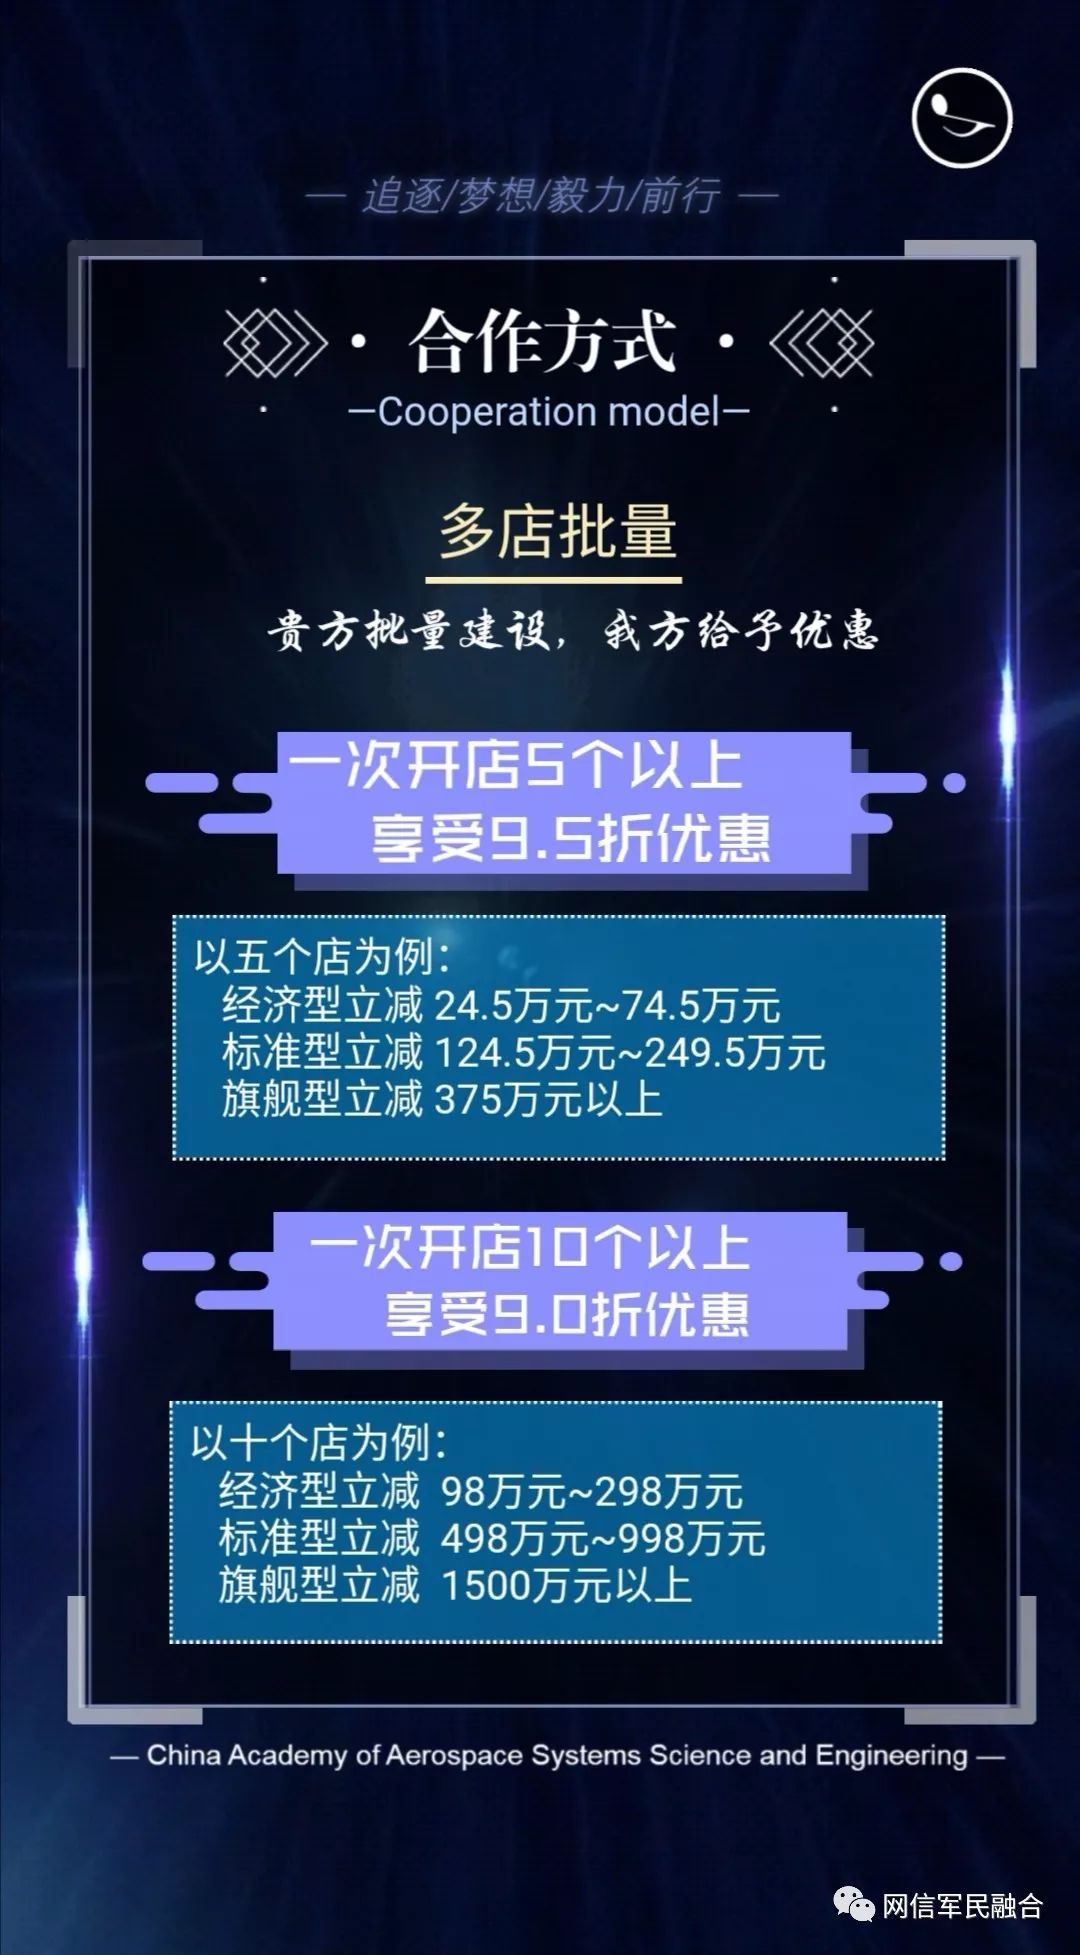 — 追逐/梦想/毅力/前行 —
· 合作方式 ·
—Cooperation model—
多店批量
贵方批量建设，我方给予优惠
一次开店5个以上
享受9.5折优惠
以五个店为例：
经济型立减 24.5万元~74.5万元
标准型立减 124.5万元~249.5万元
旗舰型立减 375万元以上
一次开店10个以上
享受9.0折优惠
以十个店为例：
经济型立减 98万元~298万元
标准型立减 498万元~998万元
旗舰型立减 1500万元以上
— China Academy of Aerospace Systems Science and Engineering —
网信军民融合